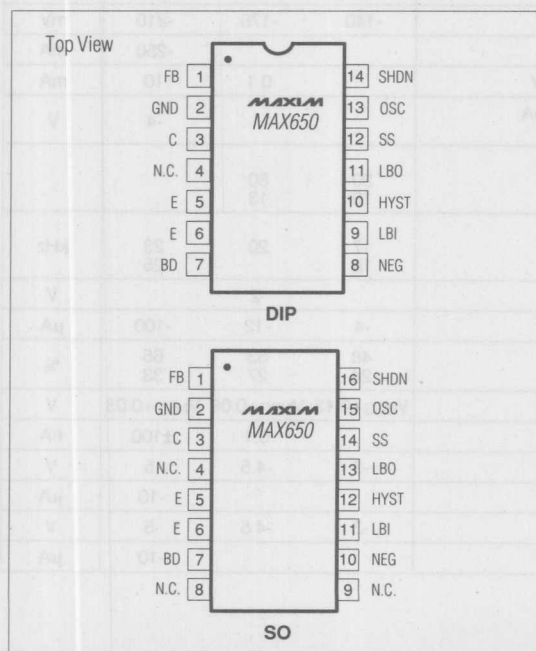 Top View
FB 1 14 SHDN
GND 2 MAXIM 13 OSC
C 3 MAX650 12 SS
N.C. 4 11 LBO
E 5 10 HYST
E 6 9 LBI
BD 7 8 NEG
DIP
FB 1 16 SHDN
GND 2 MAXIM 15 OSC
C 3 MAX650 14 SS
N.C. 4 13 LBO
E 5 12 HYST
E 6 11 LBI
BD 7 10 NEG
N.C. 8 9 N.C.
SO